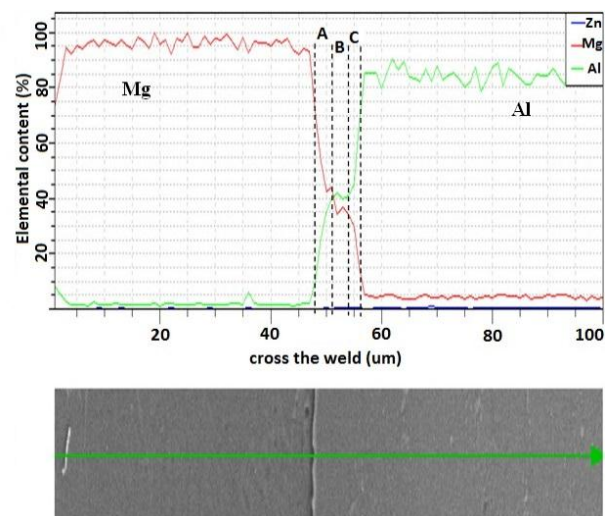 Zn
Mg
Al
Elemental content (%)
100
80
60
40
20
A
B
C
Mg
Al
20
40
60
80
100
cross the weld (um)